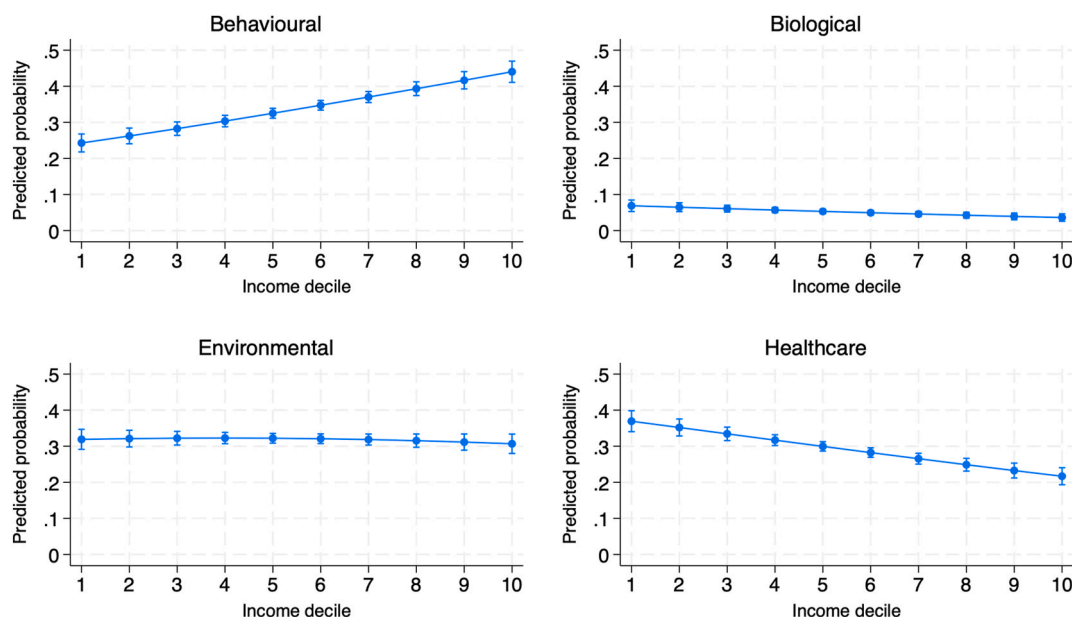 Behavioural
Predicted probability
.5
.4
.3
.2
.1
0
1 2 3 4 5 6 7 8 9 10
Income decile
Biological
Predicted probability
.5
.4
.3
.2
.1
0
1 2 3 4 5 6 7 8 9 10
Income decile
Environmental
Predicted probability
.5
.4
.3
.2
.1
0
1 2 3 4 5 6 7 8 9 10
Income decile
Healthcare
Predicted probability
.5
.4
.3
.2
.1
0
1 2 3 4 5 6 7 8 9 10
Income decile